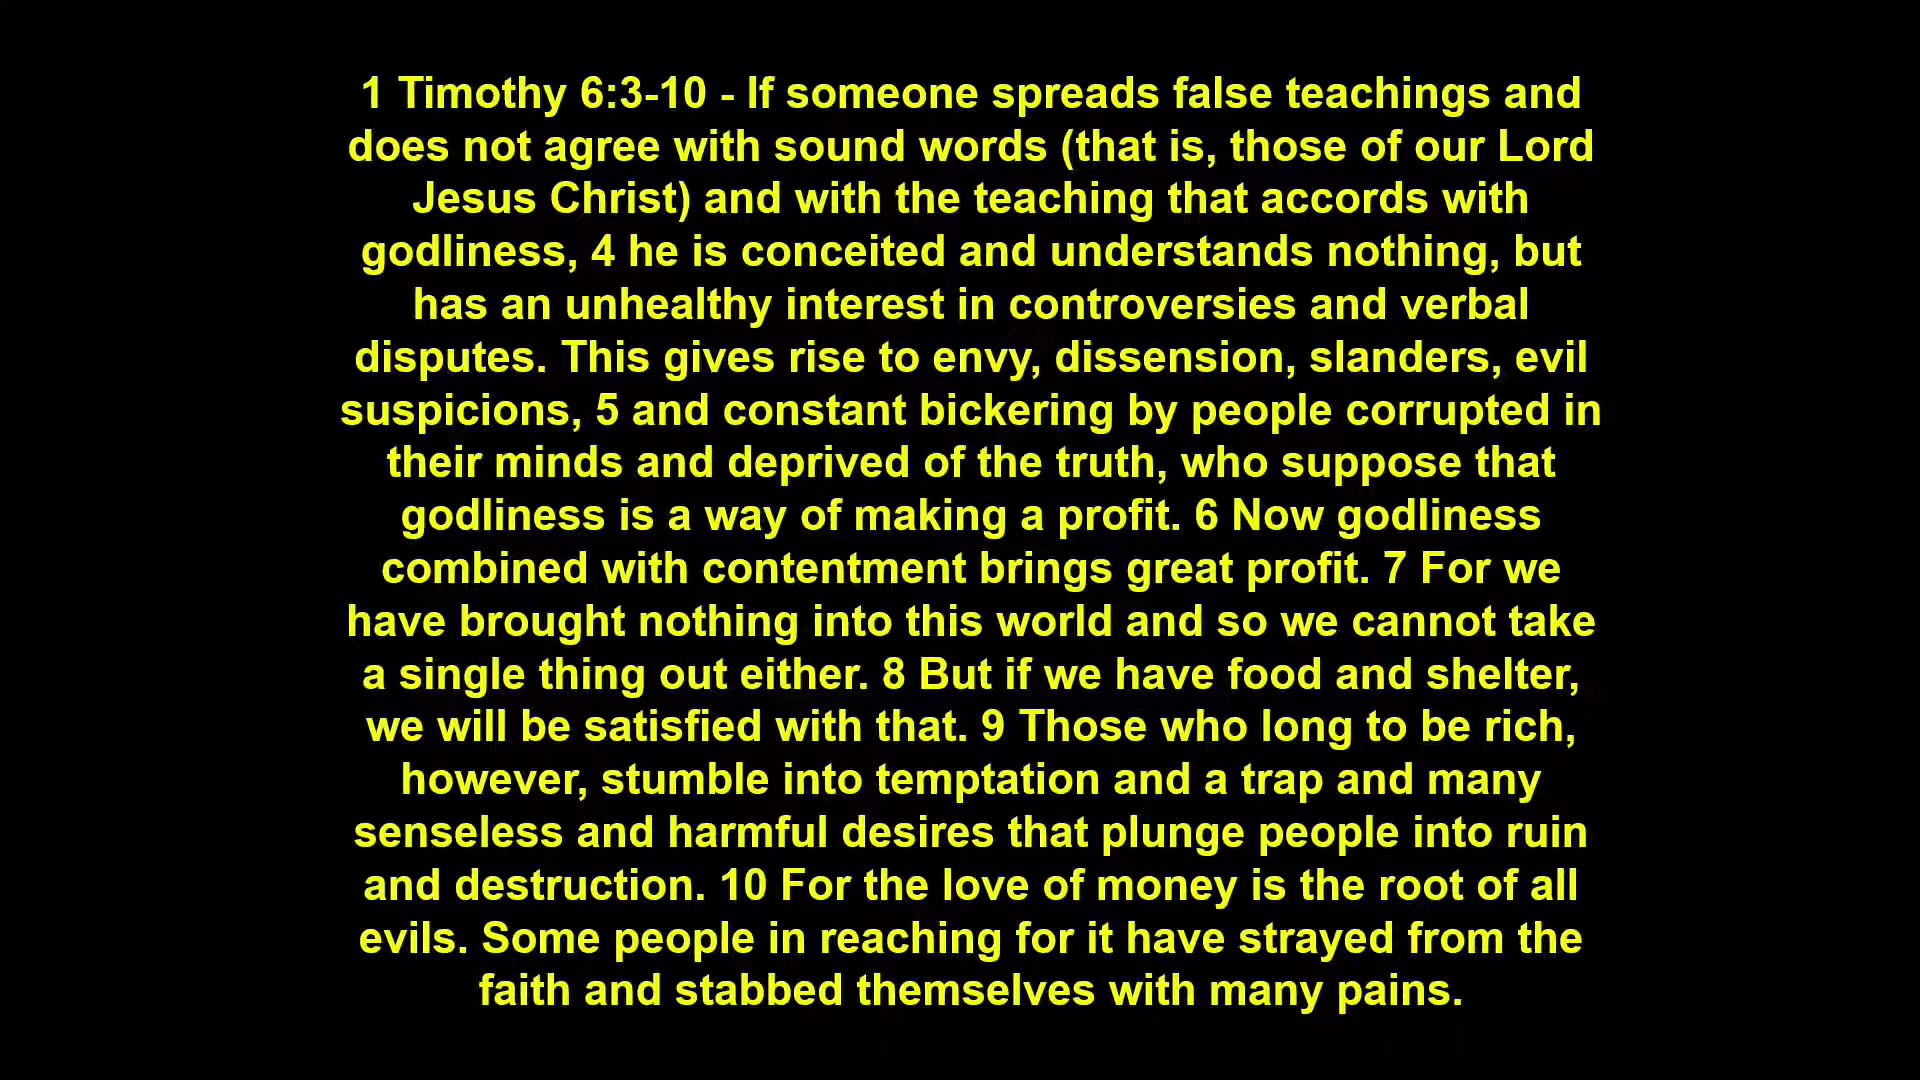 1 Timothy 6:3-10 - If someone spreads false teachings and
does not agree with sound words (that is, those of our Lord
Jesus Christ) and with the teaching that accords with
godliness, 4 he is conceited and understands nothing, but
has an unhealthy interest in controversies and verbal
disputes. This gives rise to envy, dissension, slanders, evil
suspicions, 5 and constant bickering by people corrupted in
their minds and deprived of the truth, who suppose that
godliness is a way of making a profit. 6 Now godliness
combined with contentment brings great profit. 7 For we
have brought nothing into this world and so we cannot take
a single thing out either. 8 But if we have food and shelter,
we will be satisfied with that. 9 Those who long to be rich,
however, stumble into temptation and a trap and many
senseless and harmful desires that plunge people into ruin
and destruction. 10 For the love of money is the root of all
evils. Some people in reaching for it have strayed from the
faith and stabbed themselves with many pains.